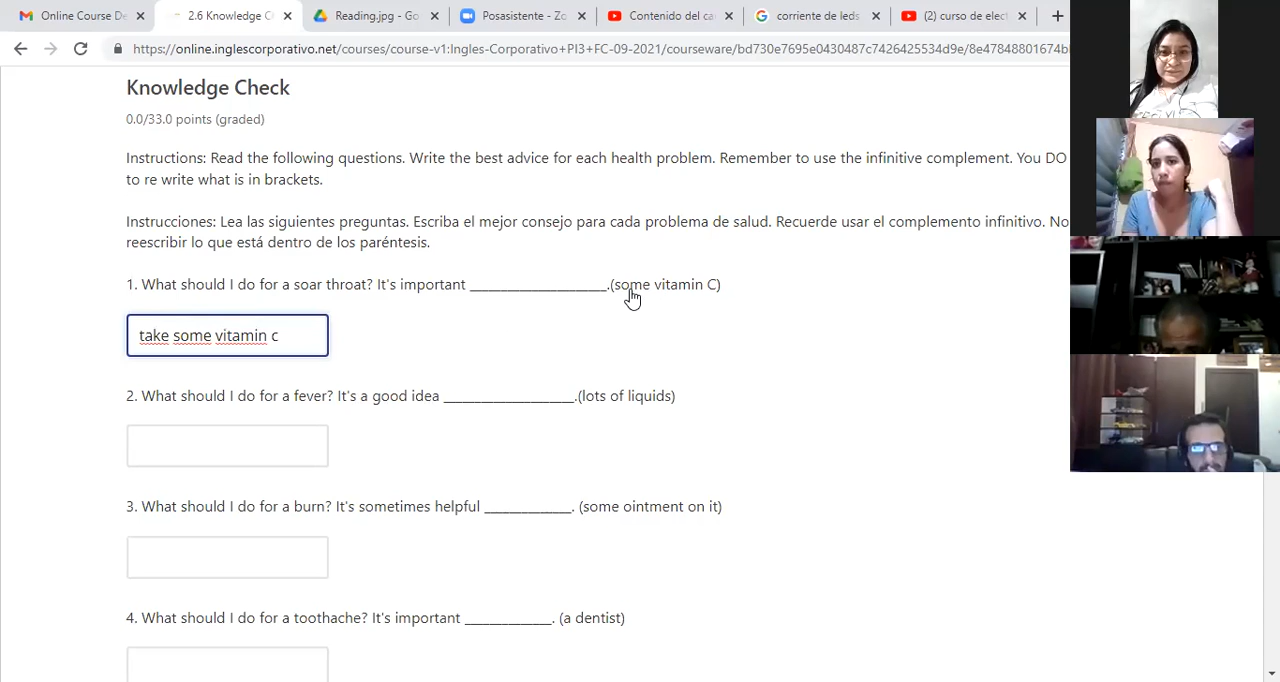 Online Course De
2.6 Knowledge C
Reading.jpg - Go
Posasistente - Zo
Contenido del ca
corriente de leds
(2) curso de elect
https://online.inglescorporativo.net/courses/course-v1:Ingles-Corporativo+PI3+FC-09-2021/courseware/bd730e7695e0430487c7426425534d9e/8e47848801674b
Knowledge Check
0.0/33.0 points (graded)
Instructions: Read the following questions. Write the best advice for each health problem. Remember to use the infinitive complement. You DO
to re write what is in brackets.
Instrucciones: Lea las siguientes preguntas. Escriba el mejor consejo para cada problema de salud. Recuerde usar el complemento infinitivo. No
reescribir lo que está dentro de los paréntesis.
1. What should I do for a soar throat? It's important __________________.(some vitamin C)
take some vitamin c
2. What should I do for a fever? It's a good idea _________________.(lots of liquids)
3. What should I do for a burn? It's sometimes helpful ___________. (some ointment on it)
4. What should I do for a toothache? It's important ___________. (a dentist)